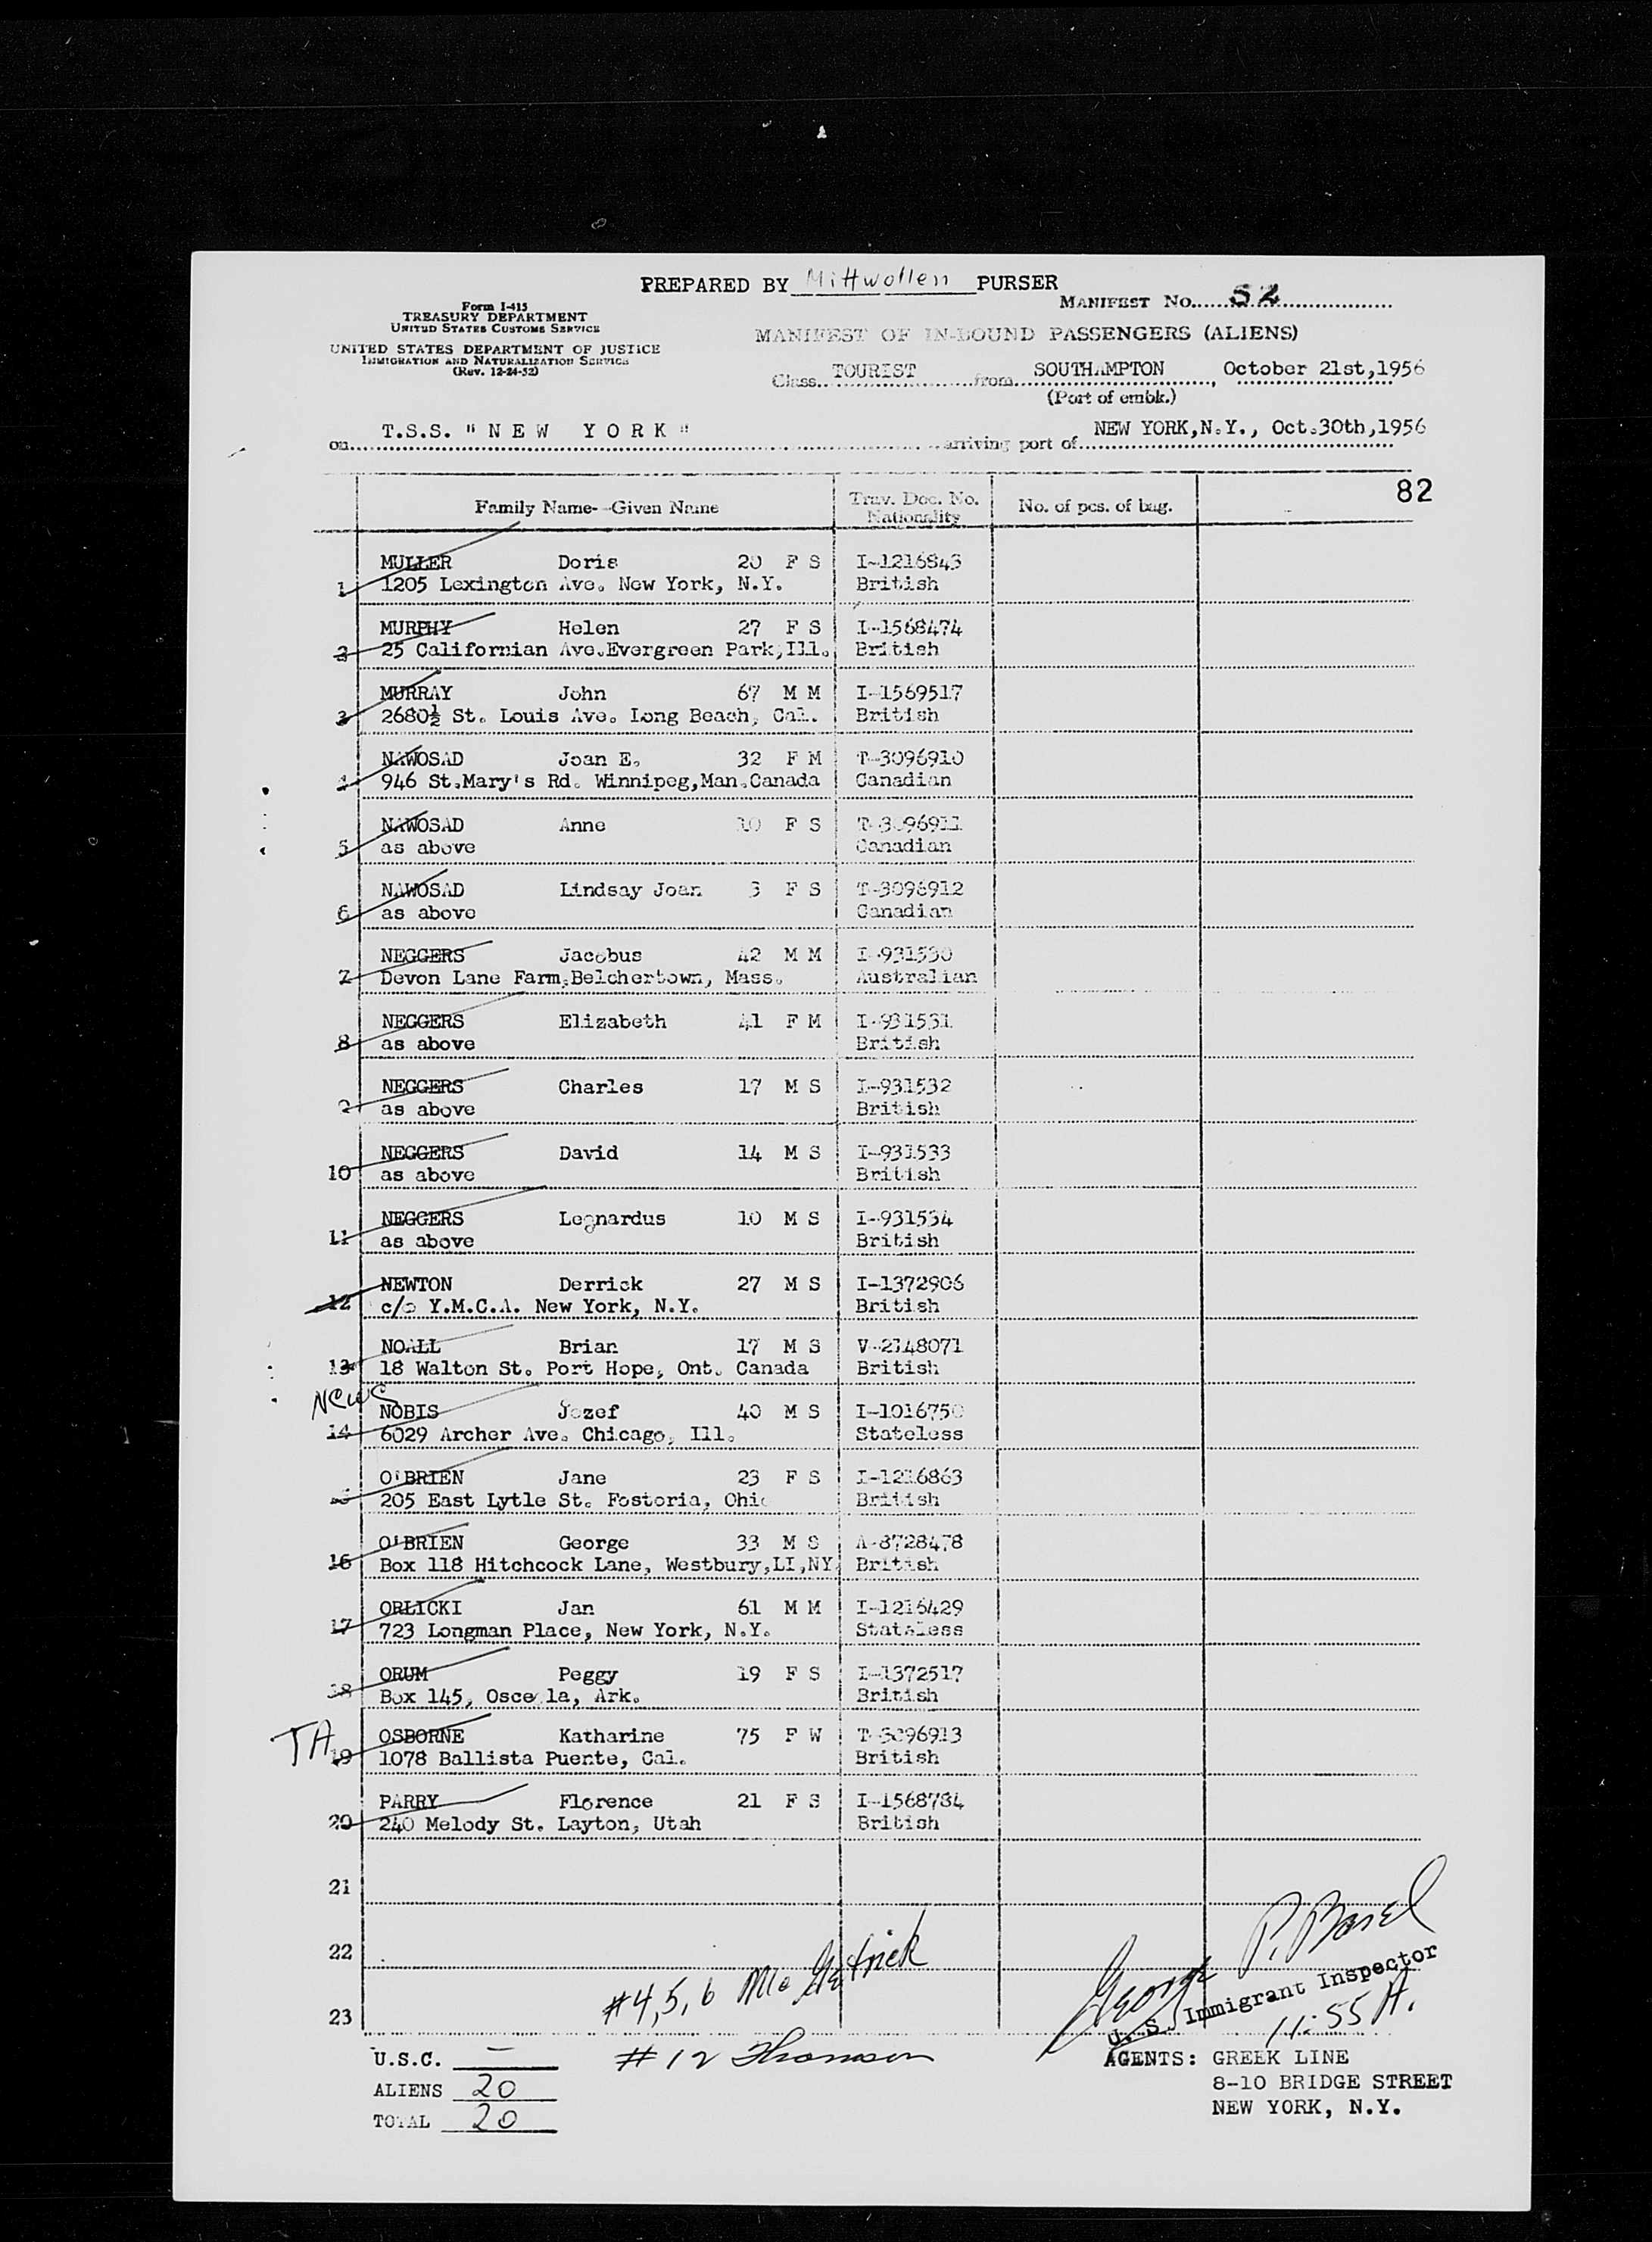 PREPARED BY Mittwollen PURSER
MANIFEST No. 52
Form I-415
TREASURY DEPARTMENT
UNITED STATES CUSTOMS SERVICE
UNITED STATES DEPARTMENT OF JUSTICE
IMMIGRATION AND NATURALIZATION SERVICE
(Rev. 12-24-52)
MANIFEST OF IN-BOUND PASSENGERS (ALIENS)
Class TOURIST from SOUTHAMPTON, October 21st,1956
(Port of embk.)
on T.S.S. "NEW YORK" arriving port of NEW YORK,N.Y., Oct.30th,1956
82
Family Name- -Given Name Trav. Doc. No. Nationality No. of pcs. of bag.
1 MULLER Doris 20 F S I-1216843
1205 Lexington Ave. New York, N.Y. British
2 MURPHY Helen 27 F S I-1568474
25 Californian Ave.Evergreen Park,Ill. British
3 MURRAY John 67 M M I-1569517
2680½ St. Louis Ave. Long Beach, Cal. British
4 NAWOSAD Joan E. 32 F M T-3096910
946 St.Mary's Rd. Winnipeg,Man.Canada Canadian
5 NAWOSAD Anne 10 F S T-3096911
as above Canadian
6 NAWOSAD Lindsay Joan 3 F S T-3096912
as above Canadian
7 NEGGERS Jacobus 42 M M I-931530
Devon Lane Farm,Belchertown, Mass. Australian
8 NEGGERS Elizabeth 41 F M I-931531
as above British
9 NEGGERS Charles 17 M S I-931532
as above British
10 NEGGERS David 14 M S I-931533
as above British
11 NEGGERS Leonardus 10 M S I-931534
as above British
12 NEWTON Derrick 27 M S I-1372906
c/o Y.M.C.A. New York, N.Y. British
13 NOALL Brian 17 M S V-2148071
18 Walton St. Port Hope, Ont. Canada British
News
14 NOBIS Jozef 40 M S I-1016750
6029 Archer Ave. Chicago, Ill. Stateless
15 O'BRIEN Jane 23 F S I-1216863
205 East Lytle St. Fostoria, Ohio British
16 O'BRIEN George 33 M S A-8728478
Box 118 Hitchcock Lane, Westbury,LI,NY British
17 ORLICKI Jan 61 M M I-1216429
723 Longman Place, New York, N.Y. Stateless
18 ORUM Peggy 19 F S I-1372517
Box 145, Osceola, Ark. British
TA
19 OSBORNE Katharine 75 F W T-3096913
1078 Ballista Puente, Cal. British
20 PARRY Florence 21 F S I-1568784
240 Melody St. Layton, Utah British
21
22
23
#4,5,6 McGetrick
George P. Basel
U. S. Immigrant Inspector
11:55 A.
#12 Thomson
U.S.C. —
ALIENS 20
TOTAL 20
AGENTS: GREEK LINE
8-10 BRIDGE STREET
NEW YORK, N.Y.